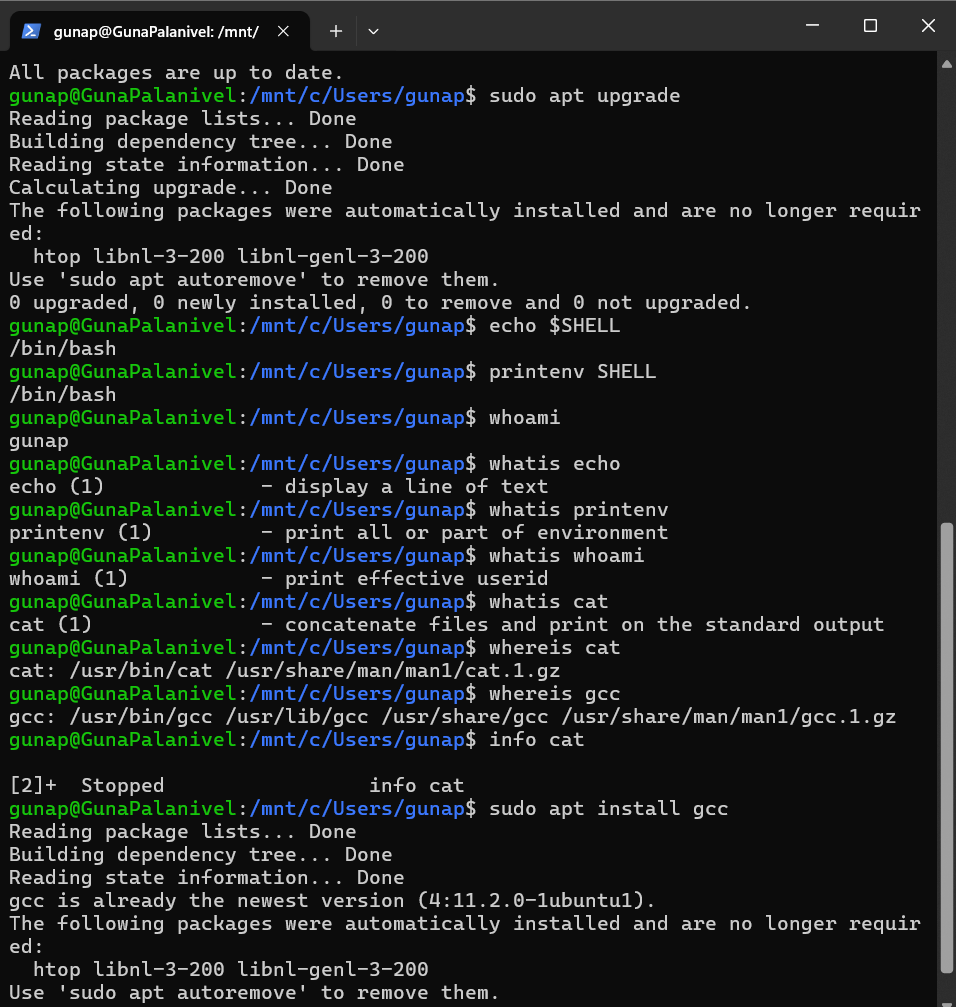 gunap@GunaPalanivel: /mnt/
All packages are up to date.
gunap@GunaPalanivel:/mnt/c/Users/gunap$ sudo apt upgrade
Reading package lists... Done
Building dependency tree... Done
Reading state information... Done
Calculating upgrade... Done
The following packages were automatically installed and are no longer requir
ed:
  htop libnl-3-200 libnl-genl-3-200
Use 'sudo apt autoremove' to remove them.
0 upgraded, 0 newly installed, 0 to remove and 0 not upgraded.
gunap@GunaPalanivel:/mnt/c/Users/gunap$ echo $SHELL
/bin/bash
gunap@GunaPalanivel:/mnt/c/Users/gunap$ printenv SHELL
/bin/bash
gunap@GunaPalanivel:/mnt/c/Users/gunap$ whoami
gunap
gunap@GunaPalanivel:/mnt/c/Users/gunap$ whatis echo
echo (1)             - display a line of text
gunap@GunaPalanivel:/mnt/c/Users/gunap$ whatis printenv
printenv (1)         - print all or part of environment
gunap@GunaPalanivel:/mnt/c/Users/gunap$ whatis whoami
whoami (1)           - print effective userid
gunap@GunaPalanivel:/mnt/c/Users/gunap$ whatis cat
cat (1)              - concatenate files and print on the standard output
gunap@GunaPalanivel:/mnt/c/Users/gunap$ whereis cat
cat: /usr/bin/cat /usr/share/man/man1/cat.1.gz
gunap@GunaPalanivel:/mnt/c/Users/gunap$ whereis gcc
gcc: /usr/bin/gcc /usr/lib/gcc /usr/share/gcc /usr/share/man/man1/gcc.1.gz
gunap@GunaPalanivel:/mnt/c/Users/gunap$ info cat
[2]+  Stopped                 info cat
gunap@GunaPalanivel:/mnt/c/Users/gunap$ sudo apt install gcc
Reading package lists... Done
Building dependency tree... Done
Reading state information... Done
gcc is already the newest version (4:11.2.0-1ubuntu1).
The following packages were automatically installed and are no longer requir
ed:
  htop libnl-3-200 libnl-genl-3-200
Use 'sudo apt autoremove' to remove them.